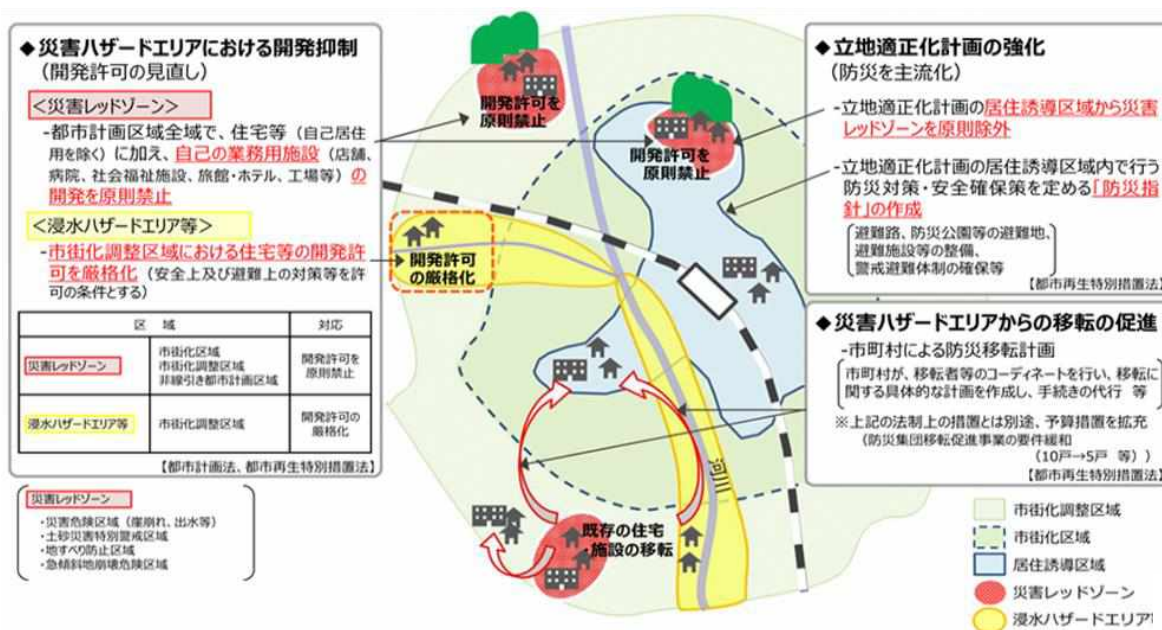 ◆災害ハザードエリアにおける開発抑制
（開発許可の見直し）
＜災害レッドゾーン＞
-都市計画区域全域で、住宅等（自己居住
用を除く）に加え、自己の業務用施設（店舗、
病院、社会福祉施設、旅館・ホテル、工場等）の
開発を原則禁止
＜浸水ハザードエリア等＞
-市街化調整区域における住宅等の開発許
可を厳格化（安全上及び避難上の対策等を許
可の条件とする）
区　域
対応
災害レッドゾーン
市街化区域
市街化調整区域
非線引き都市計画区域
開発許可を
原則禁止
浸水ハザードエリア等
市街化調整区域
開発許可の
厳格化
【都市計画法、都市再生特別措置法】
災害レッドゾーン
・災害危険区域（崖崩れ、出水等）
・土砂災害特別警戒区域
・地すべり防止区域
・急傾斜地崩壊危険区域
開発許可を
原則禁止
開発許可を
原則禁止
開発許可
の厳格化
河川
既存の住宅
・施設の移転
◆立地適正化計画の強化
（防災を主流化）
-立地適正化計画の居住誘導区域から災害
レッドゾーンを原則除外
-立地適正化計画の居住誘導区域内で行う
防災対策・安全確保策を定める「防災指
針」の作成
避難路、防災公園等の避難地、
避難施設等の整備、
警戒避難体制の確保等
【都市再生特別措置法】
◆災害ハザードエリアからの移転の促進
-市町村による防災移転計画
市町村が、移転者等のコーディネートを行い、移転に
関する具体的な計画を作成し、手続きの代行 等
※上記の法制上の措置とは別途、予算措置を拡充
（防災集団移転促進事業の要件緩和
（10戸→5戸 等））
【都市再生特別措置法】
市街化調整区域
市街化区域
居住誘導区域
災害レッドゾーン
浸水ハザードエリア